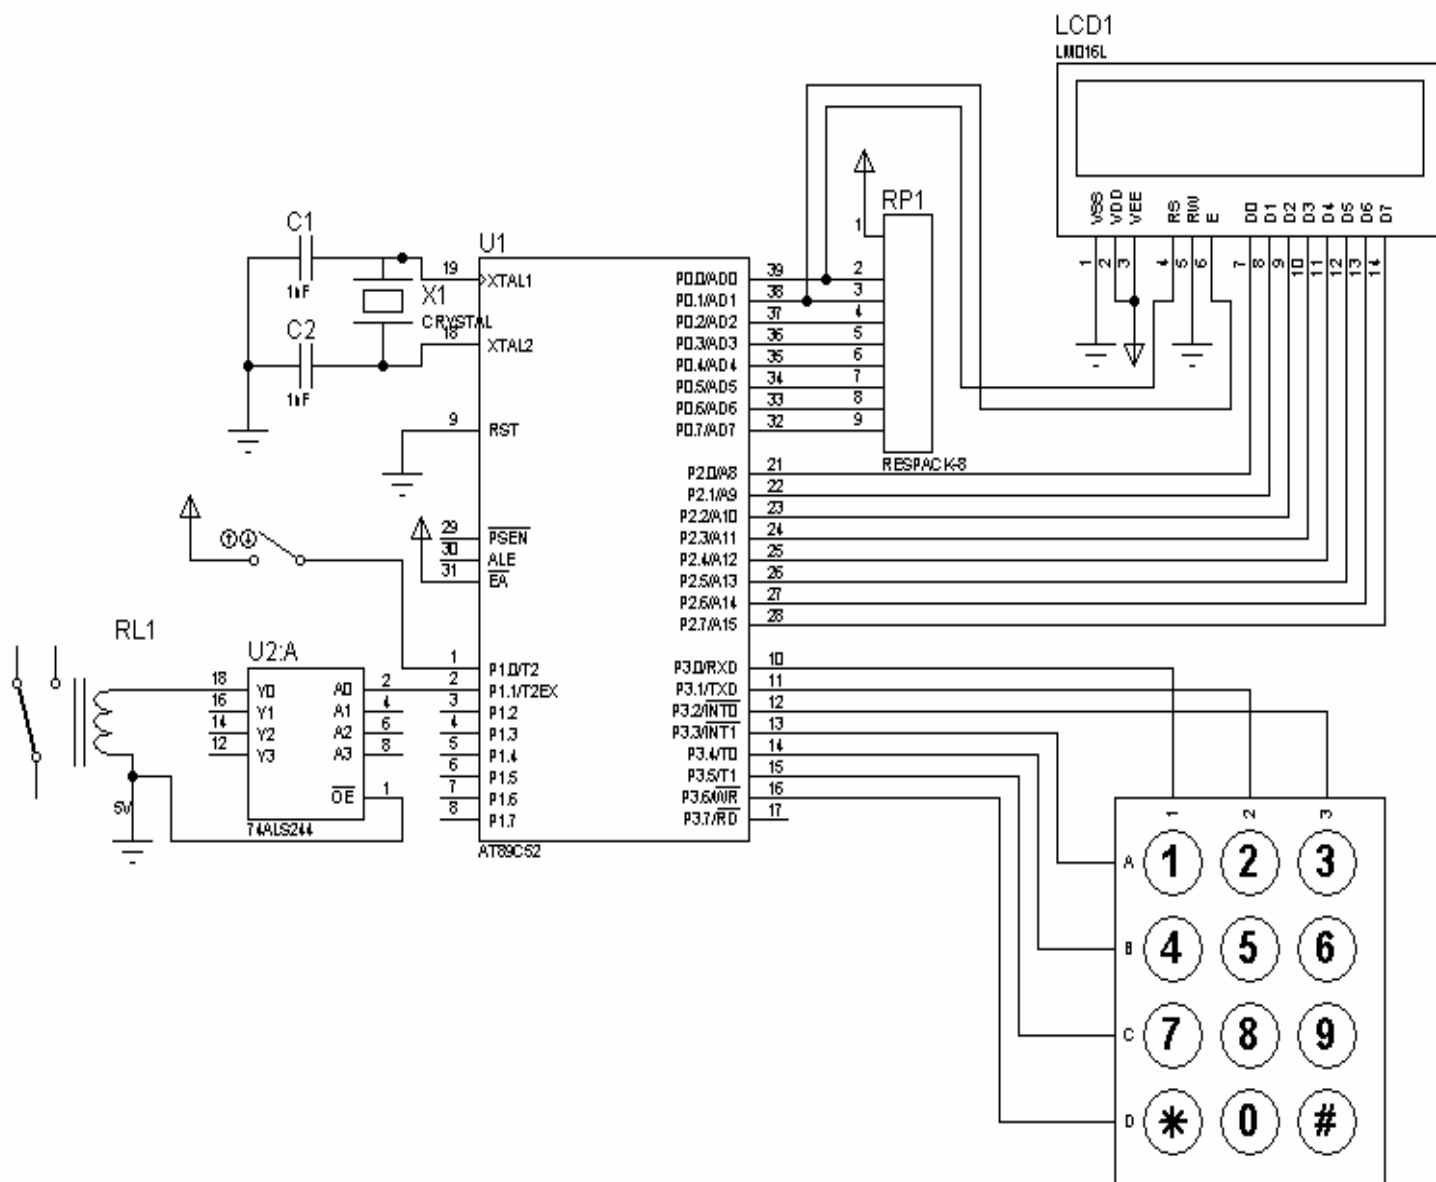 LCD1
LM016L
VSS VDD VEE RS RW E D0 D1 D2 D3 D4 D5 D6 D7
1 2 3 4 5 6 7 8 9 10 11 12 13 14
RP1
1
2
3
4
5
6
7
8
9
RESPACK-8
C1
1nF
C2
1nF
X1
CRYSTAL
U1
19 XTAL1 P0.0/AD0 39
P0.1/AD1 38
P0.2/AD2 37
18 XTAL2 P0.3/AD3 36
P0.4/AD4 35
P0.5/AD5 34
P0.6/AD6 33
9 RST P0.7/AD7 32
P2.0/A8 21
P2.1/A9 22
P2.2/A10 23
29 PSEN P2.3/A11 24
30 ALE P2.4/A12 25
31 EA P2.5/A13 26
P2.6/A14 27
P2.7/A15 28
1 P1.0/T2 P3.0/RXD 10
2 P1.1/T2EX P3.1/TXD 11
3 P1.2 P3.2/INT0 12
4 P1.3 P3.3/INT1 13
5 P1.4 P3.4/T0 14
6 P1.5 P3.5/T1 15
7 P1.6 P3.6/WR 16
8 P1.7 P3.7/RD 17
AT89C52
RL1
5V
U2:A
18 Y0 A0 2
16 Y1 A1 4
14 Y2 A2 6
12 Y3 A3 8
OE 1
74ALS244
1 2 3
A 1 2 3
B 4 5 6
C 7 8 9
D * 0 #